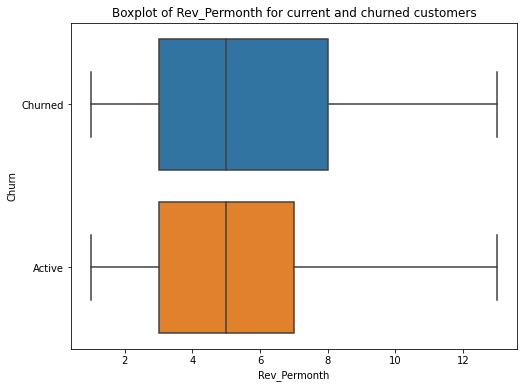 Boxplot of Rev_Permonth for current and churned customers
Churned
Churn
Active
2 4 6 8 10 12
Rev_Permonth